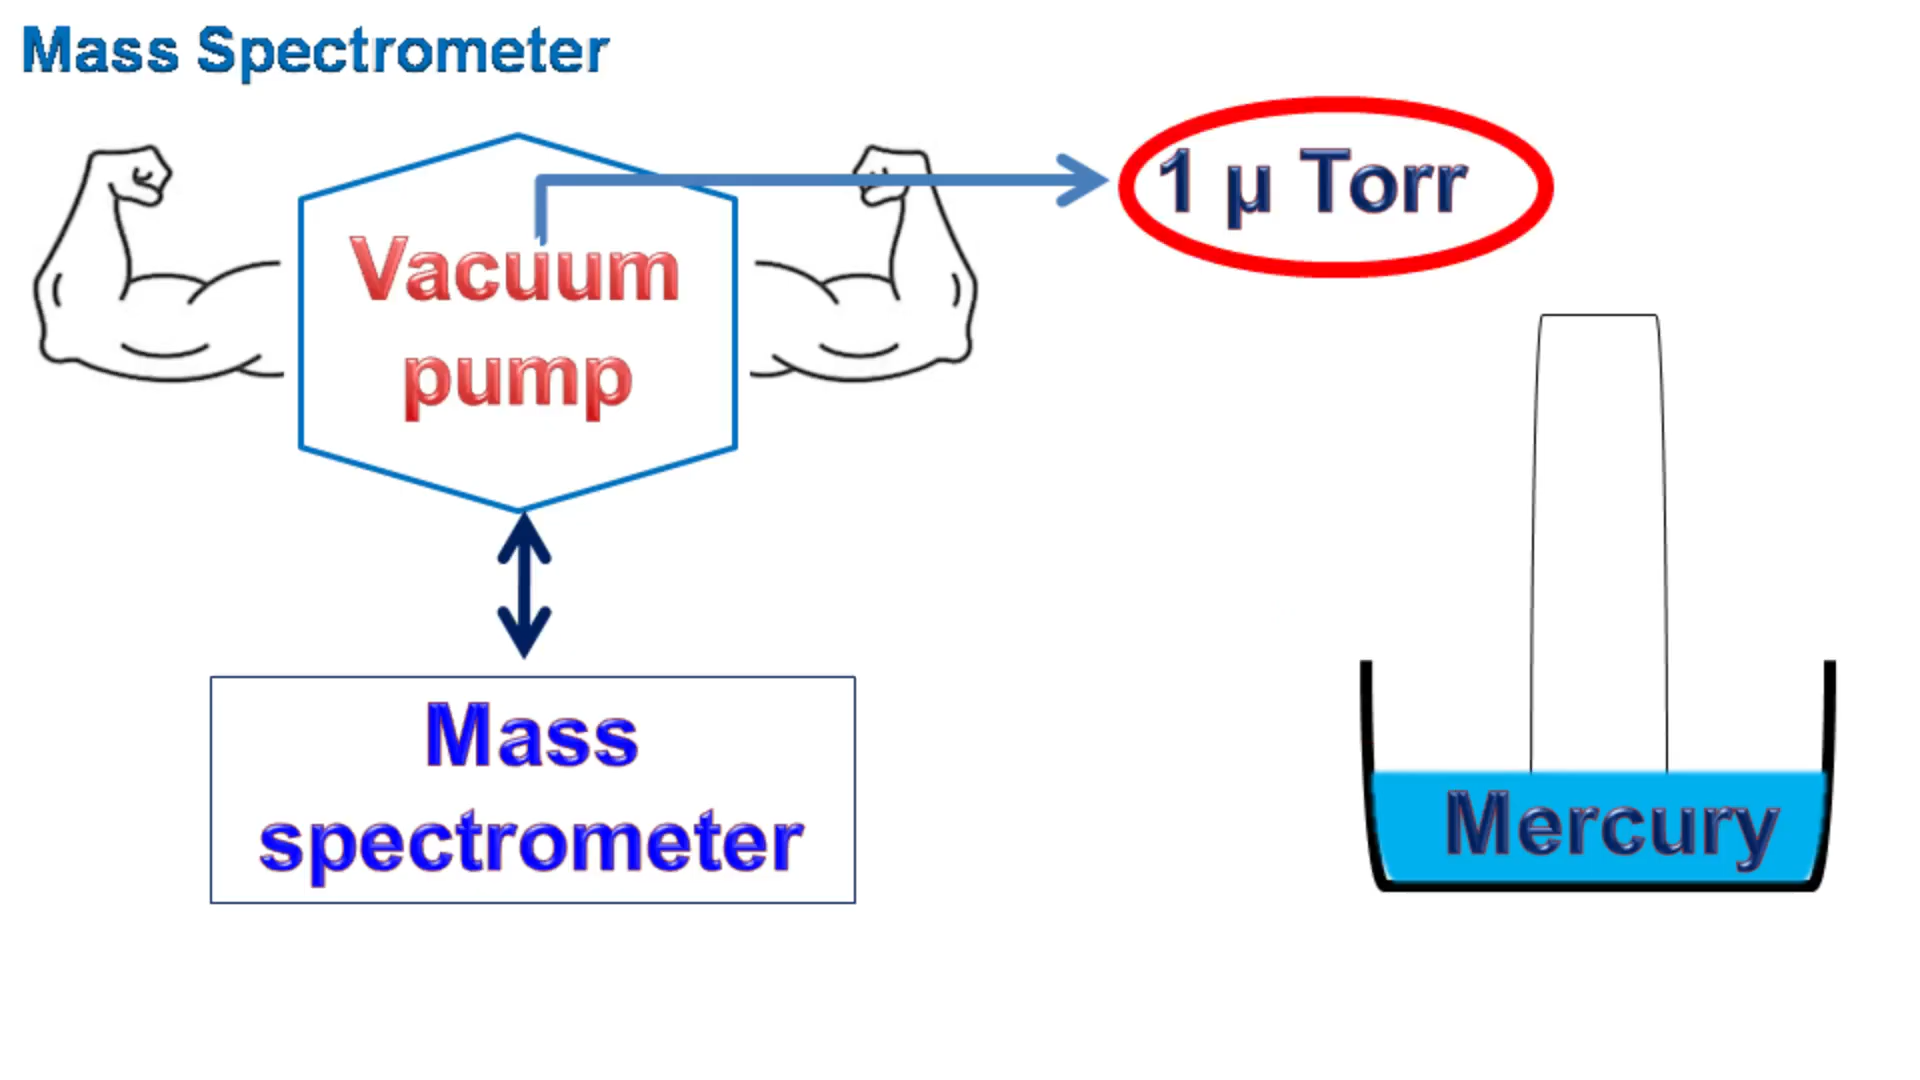 Mass Spectrometer
1 µ Torr
Vacuum
pump
Mass
spectrometer
Mercury